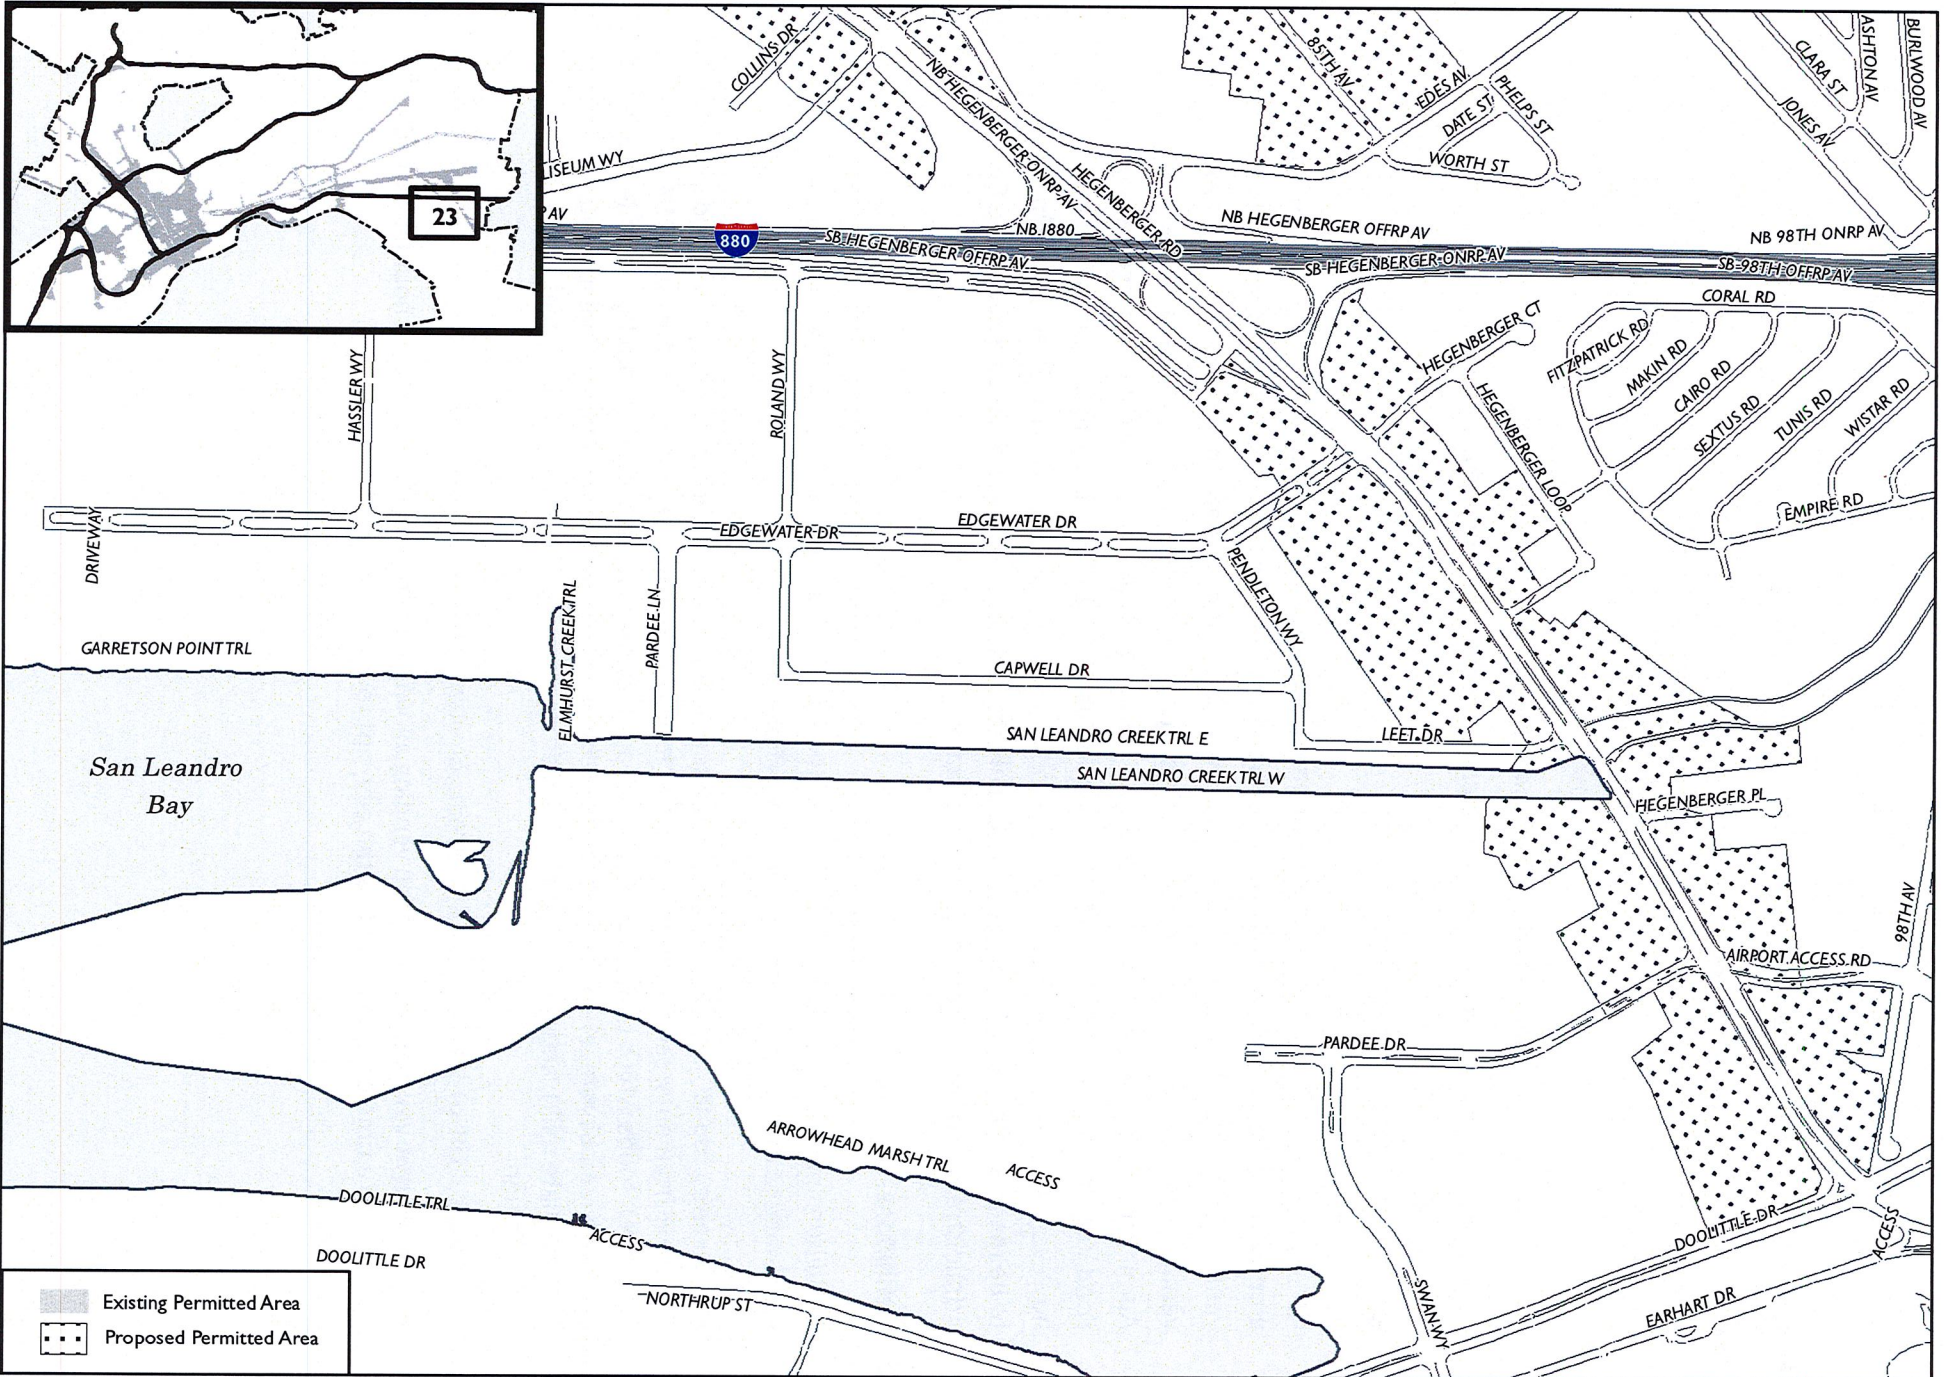 COLLINS DR
85TH AV
EDES AV
PHELPS ST
DATE ST
WORTH ST
CLARA ST
ASHTON AV
BURLWOOD AV
JONES AV
NB HEGENBERGER ONRP AV
HEGENBERGER RD
LISEUM WY
23
AV
880
NB I880
NB HEGENBERGER OFFRP AV
NB 98TH ONRP AV
SB HEGENBERGER OFFRP AV
SB HEGENBERGER ONRP AV
SB 98TH OFFRP AV
CORAL RD
HEGENBERGER CT
FITZPATRICK RD
MAKIN RD
CAIRO RD
SEXTUS RD
TUNIS RD
WISTAR RD
HASSLER WY
ROLAND WY
HEGENBERGER LOOP
EMPIRE RD
DRIVEWAY
EDGEWATER DR
EDGEWATER DR
PENDLETON WY
ELMHURST CREEK TRL
PARDEE LN
GARRETSON POINT TRL
CAPWELL DR
SAN LEANDRO CREEK TRL E
LEET DR
San Leandro
Bay
SAN LEANDRO CREEK TRL W
HEGENBERGER PL
98TH AV
AIRPORT ACCESS RD
PARDEE DR
ARROWHEAD MARSH TRL
ACCESS
DOOLITTLE TRL
ACCESS
DOOLITTLE DR
DOOLITTLE DR
ACCESS
NORTHRUP ST
SWAN WY
EARHART DR
Existing Permitted Area
Proposed Permitted Area